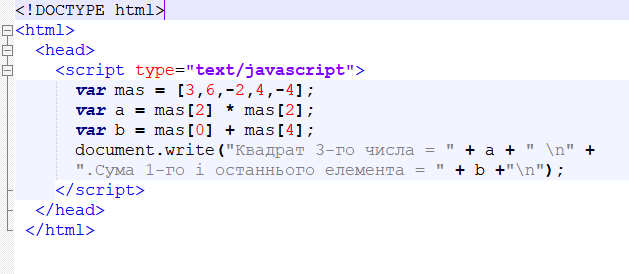 <!DOCTYPE html>
<html>
<head>
<script type="text/javascript">
var mas = [3,6,-2,4,-4];
var a = mas[2] * mas[2];
var b = mas[0] + mas[4];
document.write("Квадрат 3-го числа = " + a + " \n" +
".Сума 1-го і останнього елемента = " + b +"\n");
</script>
</head>
</html>